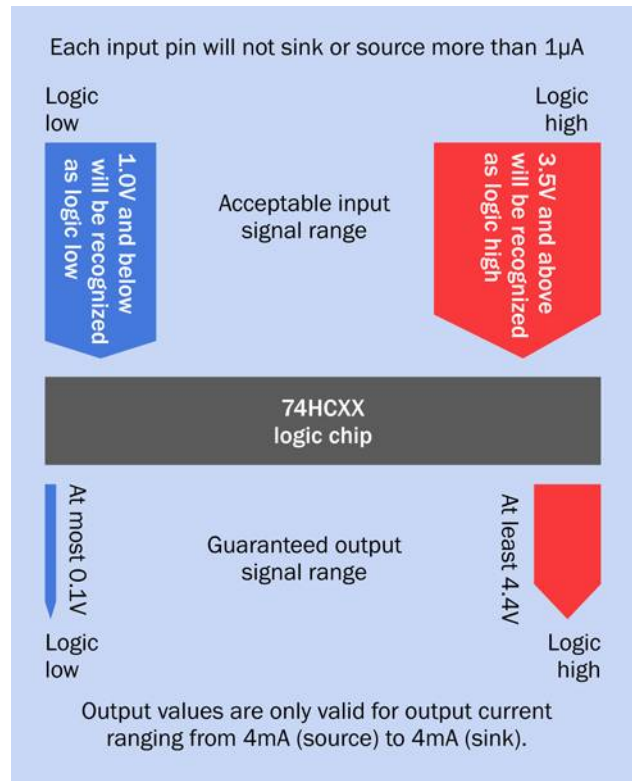 Each input pin will not sink or source more than 1µA
Logic
low
Logic
high
1.0V and below
will be recognized
as logic low
Acceptable input
signal range
3.5V and above
will be recognized
as logic high
74HCXX
logic chip
At most 0.1V
Guaranteed output
signal range
At least 4.4V
Logic
low
Logic
high
Output values are only valid for output current
ranging from 4mA (source) to 4mA (sink).